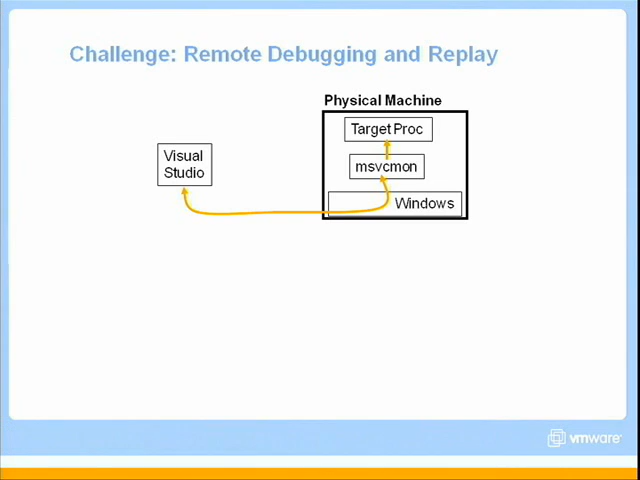 Challenge: Remote Debugging and Replay
Physical Machine
Target Proc
Visual
Studio
msvcmon
Windows
vmware